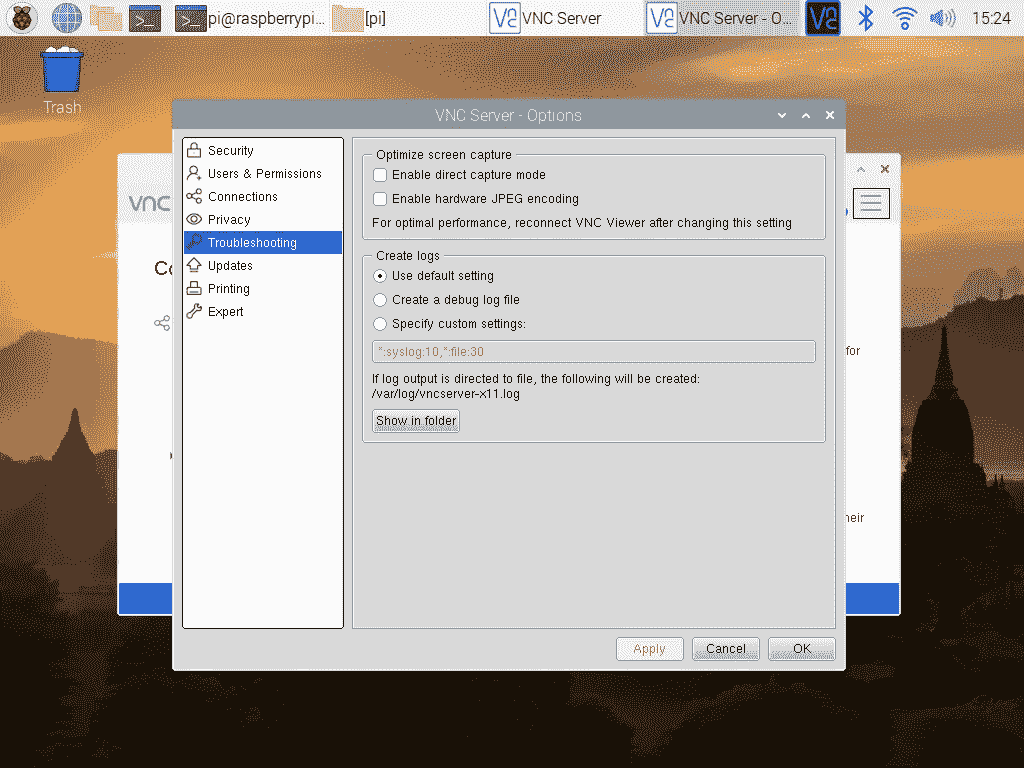 pi@raspberrypi...
[pi]
VNC Server
VNC Server - O...
15:24
Trash
VNC Server - Options
Security
Users & Permissions
Connections
Privacy
Troubleshooting
Updates
Printing
Expert
Optimize screen capture
Enable direct capture mode
Enable hardware JPEG encoding
For optimal performance, reconnect VNC Viewer after changing this setting
Create logs
Use default setting
Create a debug log file
Specify custom settings:
*:syslog:10,*:file:30
If log output is directed to file, the following will be created:
/var/log/vncserver-x11.log
Show in folder
Apply
Cancel
OK
vnc
for